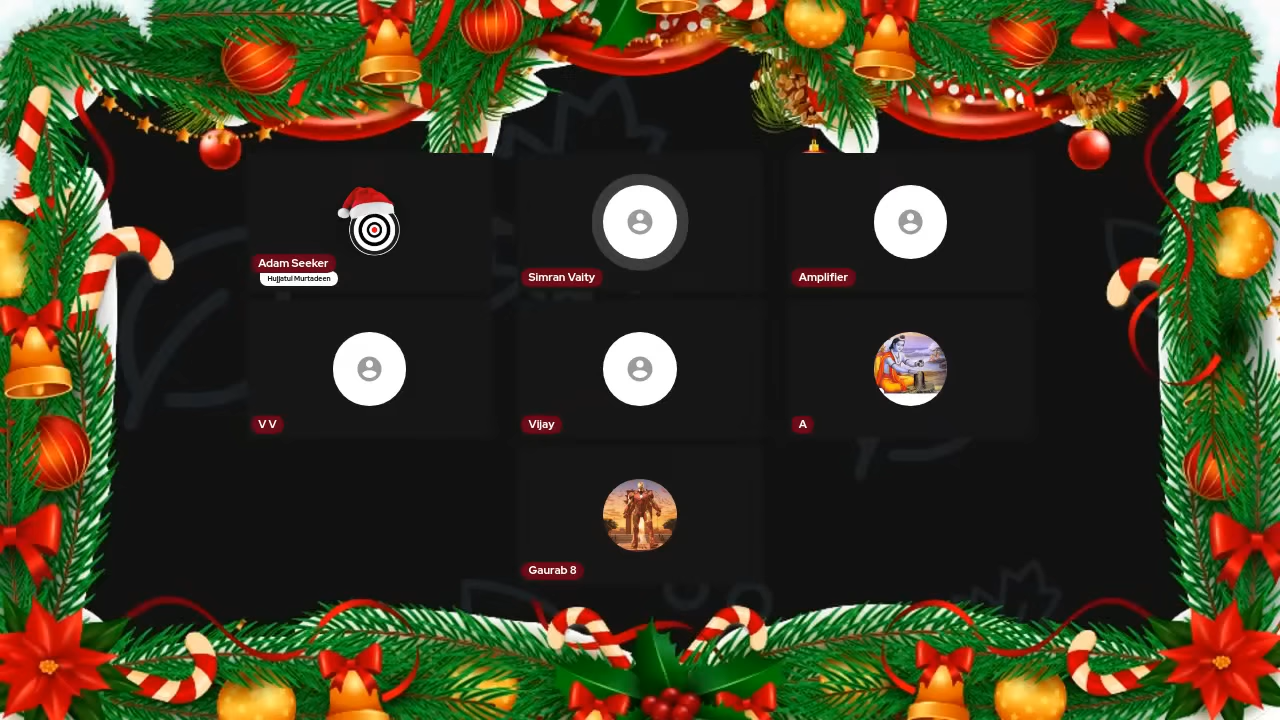 Adam Seeker
Hujjatul Murtadeen
Simran Vaity
Amplifier
V V
Vijay
A
Gaurab 8